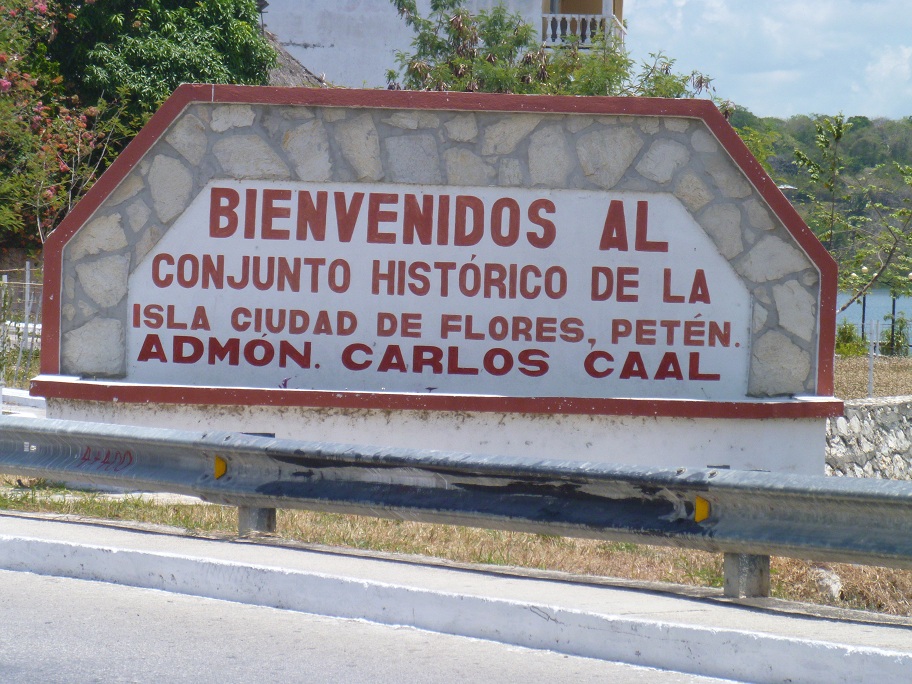 BIENVENIDOS AL
CONJUNTO HISTÓRICO DE LA
ISLA CIUDAD DE FLORES, PETÉN.
ADMÓN. CARLOS CAAL